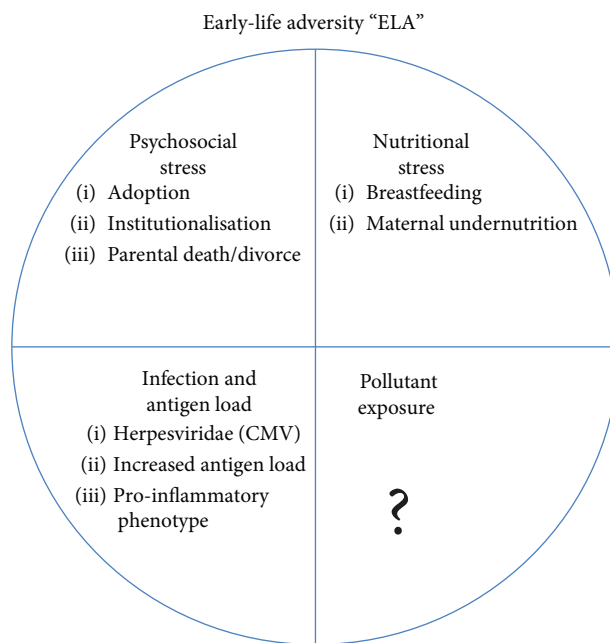 Early-life adversity “ELA”
Psychosocial
stress
(i) Adoption
(ii) Institutionalisation
(iii) Parental death/divorce
Nutritional
stress
(i) Breastfeeding
(ii) Maternal undernutrition
Infection and
antigen load
(i) Herpesviridae (CMV)
(ii) Increased antigen load
(iii) Pro-inflammatory
phenotype
Pollutant
exposure
?